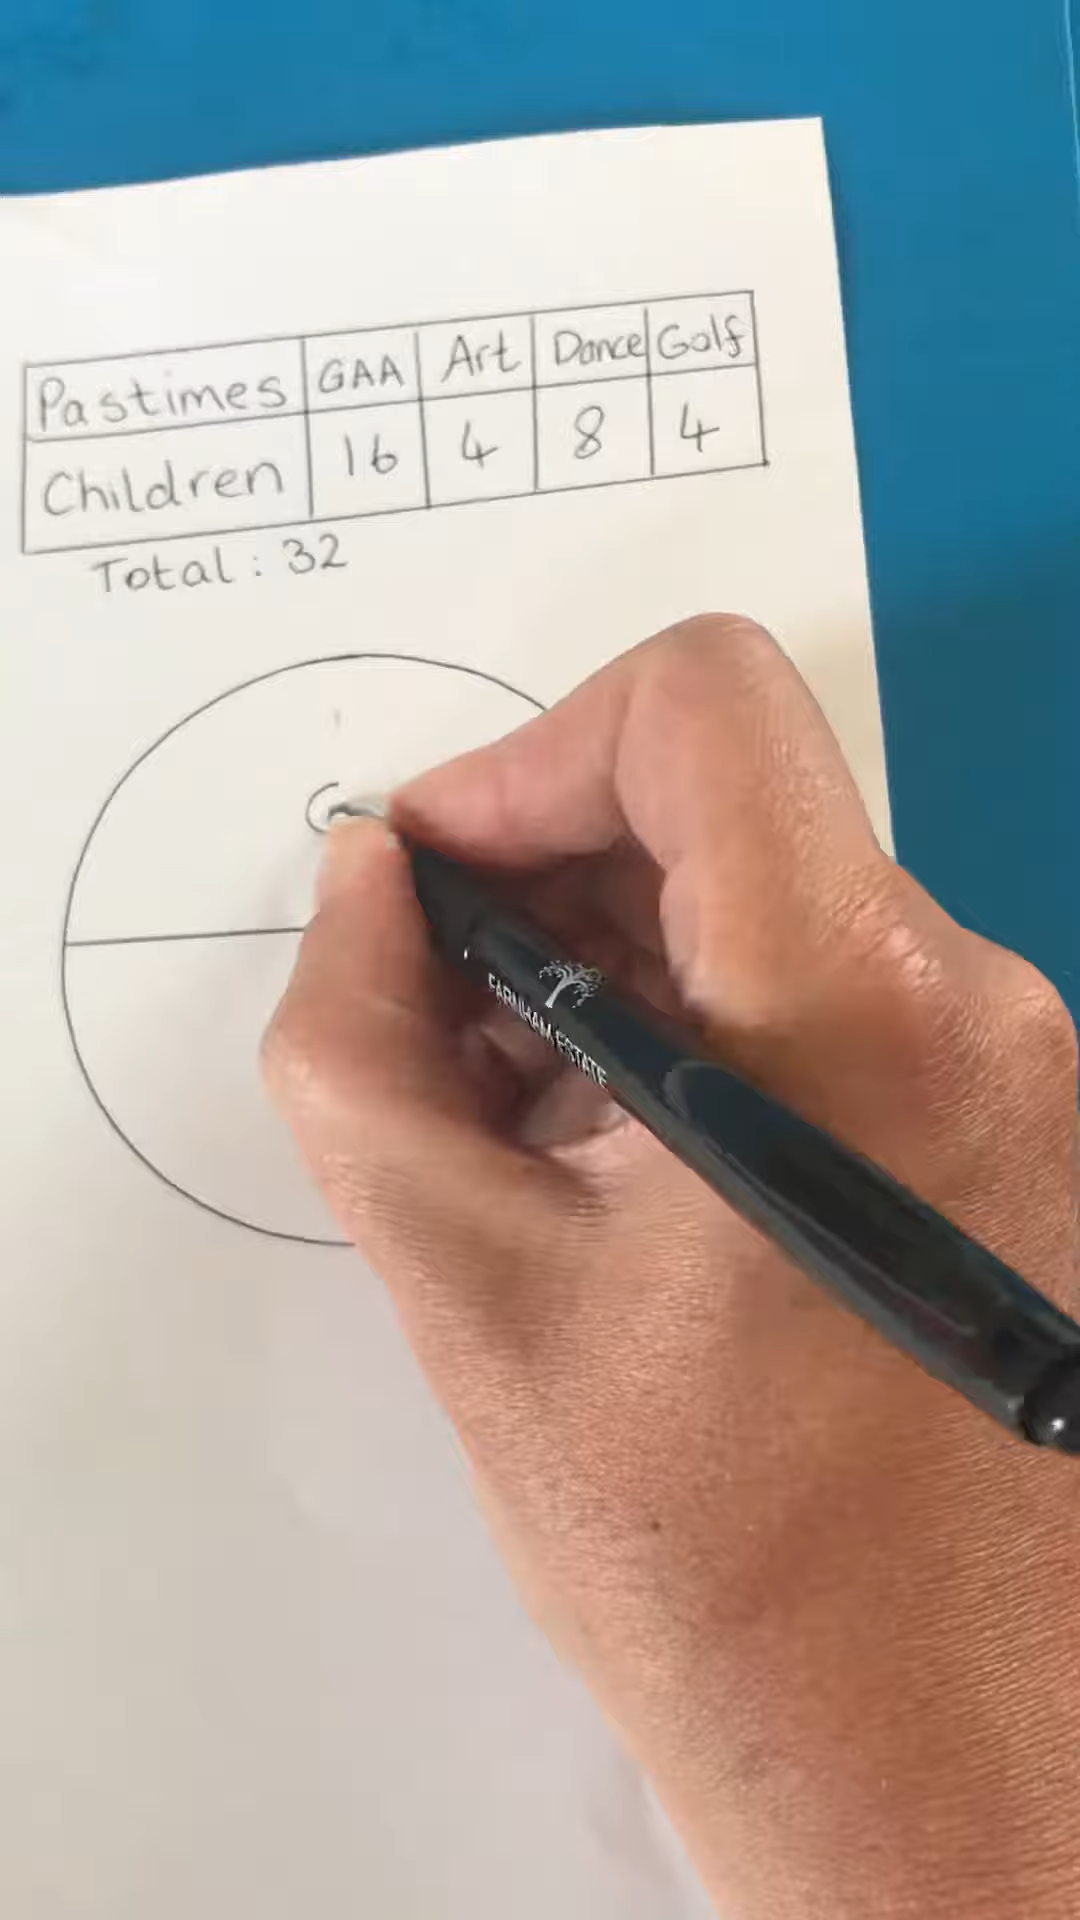 Pastimes GAA Art Dance Golf
Children 16 4 8 4
Total : 32
G
FARNHAM ESTATE